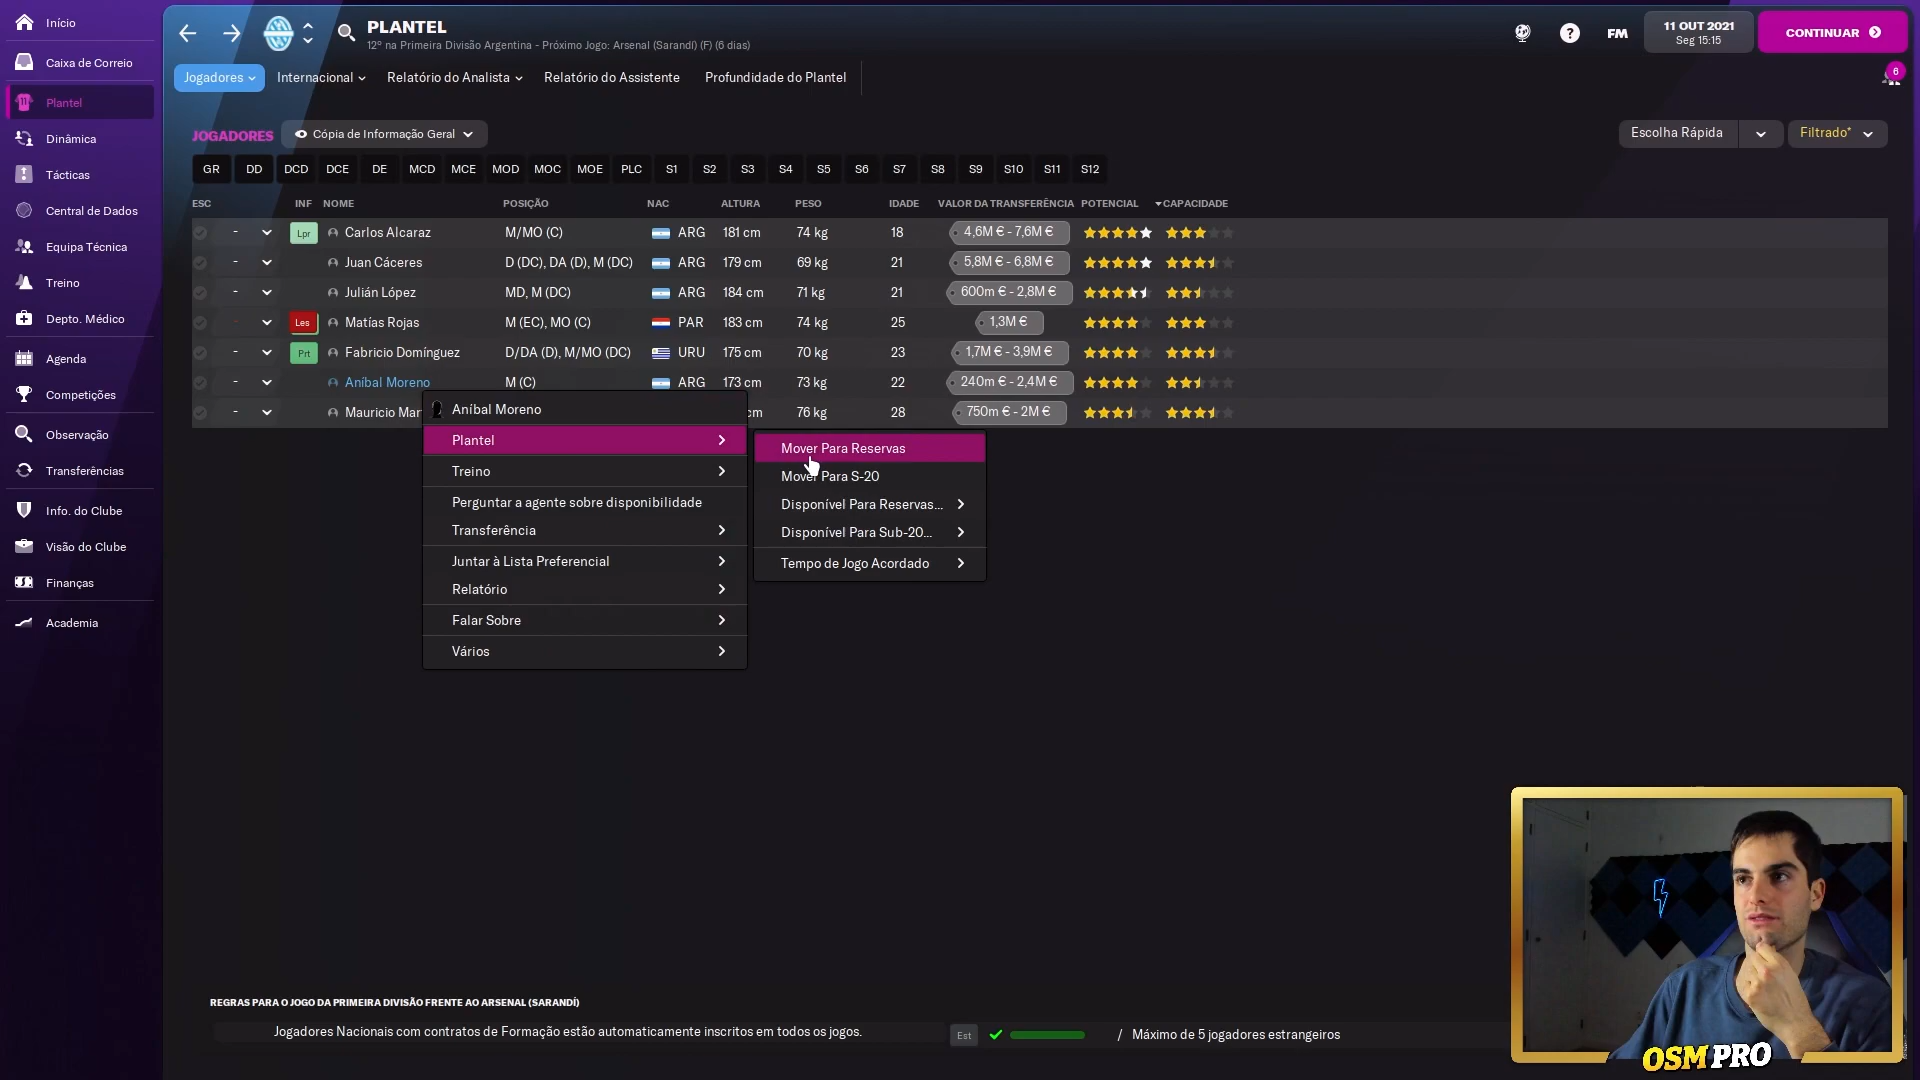 Início
Caixa de Correio
Plantel
Dinâmica
Tácticas
Central de Dados
Equipa Técnica
Treino
Depto. Médico
Agenda
Competições
Observação
Transferências
Info. do Clube
Visão do Clube
Finanças
Academia
PLANTEL
12º na Primeira Divisão Argentina - Próximo Jogo: Arsenal (Sarandí) (F) (6 dias)
? FM
11 OUT 2021
Seg 15:15
CONTINUAR
Jogadores Internacional Relatório do Analista Relatório do Assistente Profundidade do Plantel
6
JOGADORES Cópia de Informação Geral Escolha Rápida Filtrado*
GR DD DCD DCE DE MCD MCE MOD MOC MOE PLC S1 S2 S3 S4 S5 S6 S7 S8 S9 S10 S11 S12
ESC INF NOME POSIÇÃO NAC ALTURA PESO IDADE VALOR DA TRANSFERÊNCIA POTENCIAL CAPACIDADE
- Lpr Carlos Alcaraz M/MO (C) ARG 181 cm 74 kg 18 4,6M € - 7,6M €
- Juan Cáceres D (DC), DA (D), M (DC) ARG 179 cm 69 kg 21 5,8M € - 6,8M €
- Julián López MD, M (DC) ARG 184 cm 71 kg 21 600m € - 2,8M €
- Les Matías Rojas M (EC), MO (C) PAR 183 cm 74 kg 25 1,3M €
- Prt Fabricio Domínguez D/DA (D), M/MO (DC) URU 175 cm 70 kg 23 1,7M € - 3,9M €
- Aníbal Moreno M (C) ARG 173 cm 73 kg 22 240m € - 2,4M €
- Mauricio Mar cm 76 kg 28 750m € - 2M €
Aníbal Moreno
Plantel
Treino
Perguntar a agente sobre disponibilidade
Transferência
Juntar à Lista Preferencial
Relatório
Falar Sobre
Vários
Mover Para Reservas
Mover Para S-20
Disponível Para Reservas...
Disponível Para Sub-20...
Tempo de Jogo Acordado
REGRAS PARA O JOGO DA PRIMEIRA DIVISÃO FRENTE AO ARSENAL (SARANDÍ)
Jogadores Nacionais com contratos de Formação estão automaticamente inscritos em todos os jogos. Est / Máximo de 5 jogadores estrangeiros
OSM PRO